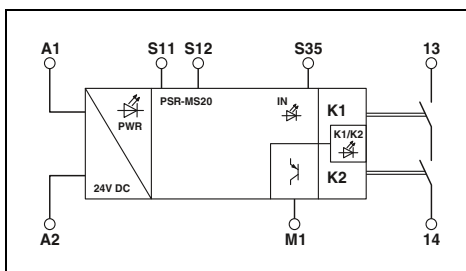 A1 S11 S12 S35 13
PSR-MS20 IN K1
PWR K1/K2
24V DC K2
A2 M1 14